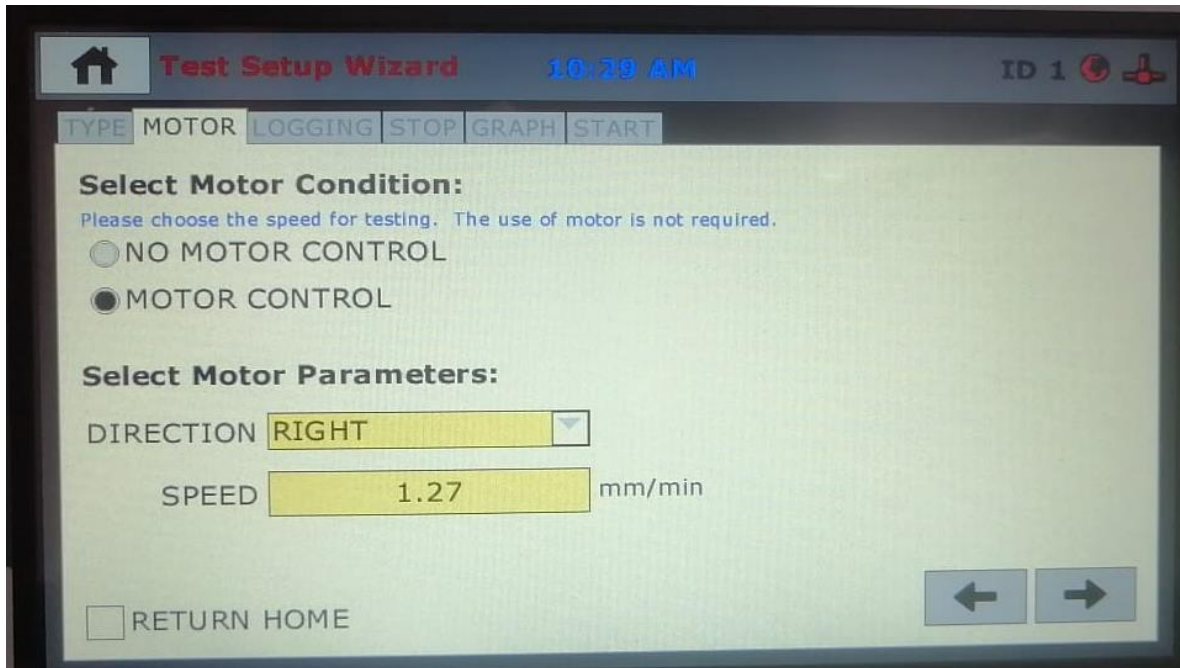 Test Setup Wizard 10:29 AM ID 1
TYPE MOTOR LOGGING STOP GRAPH START
Select Motor Condition:
Please choose the speed for testing. The use of motor is not required.
NO MOTOR CONTROL
MOTOR CONTROL
Select Motor Parameters:
DIRECTION RIGHT
SPEED 1.27 mm/min
RETURN HOME